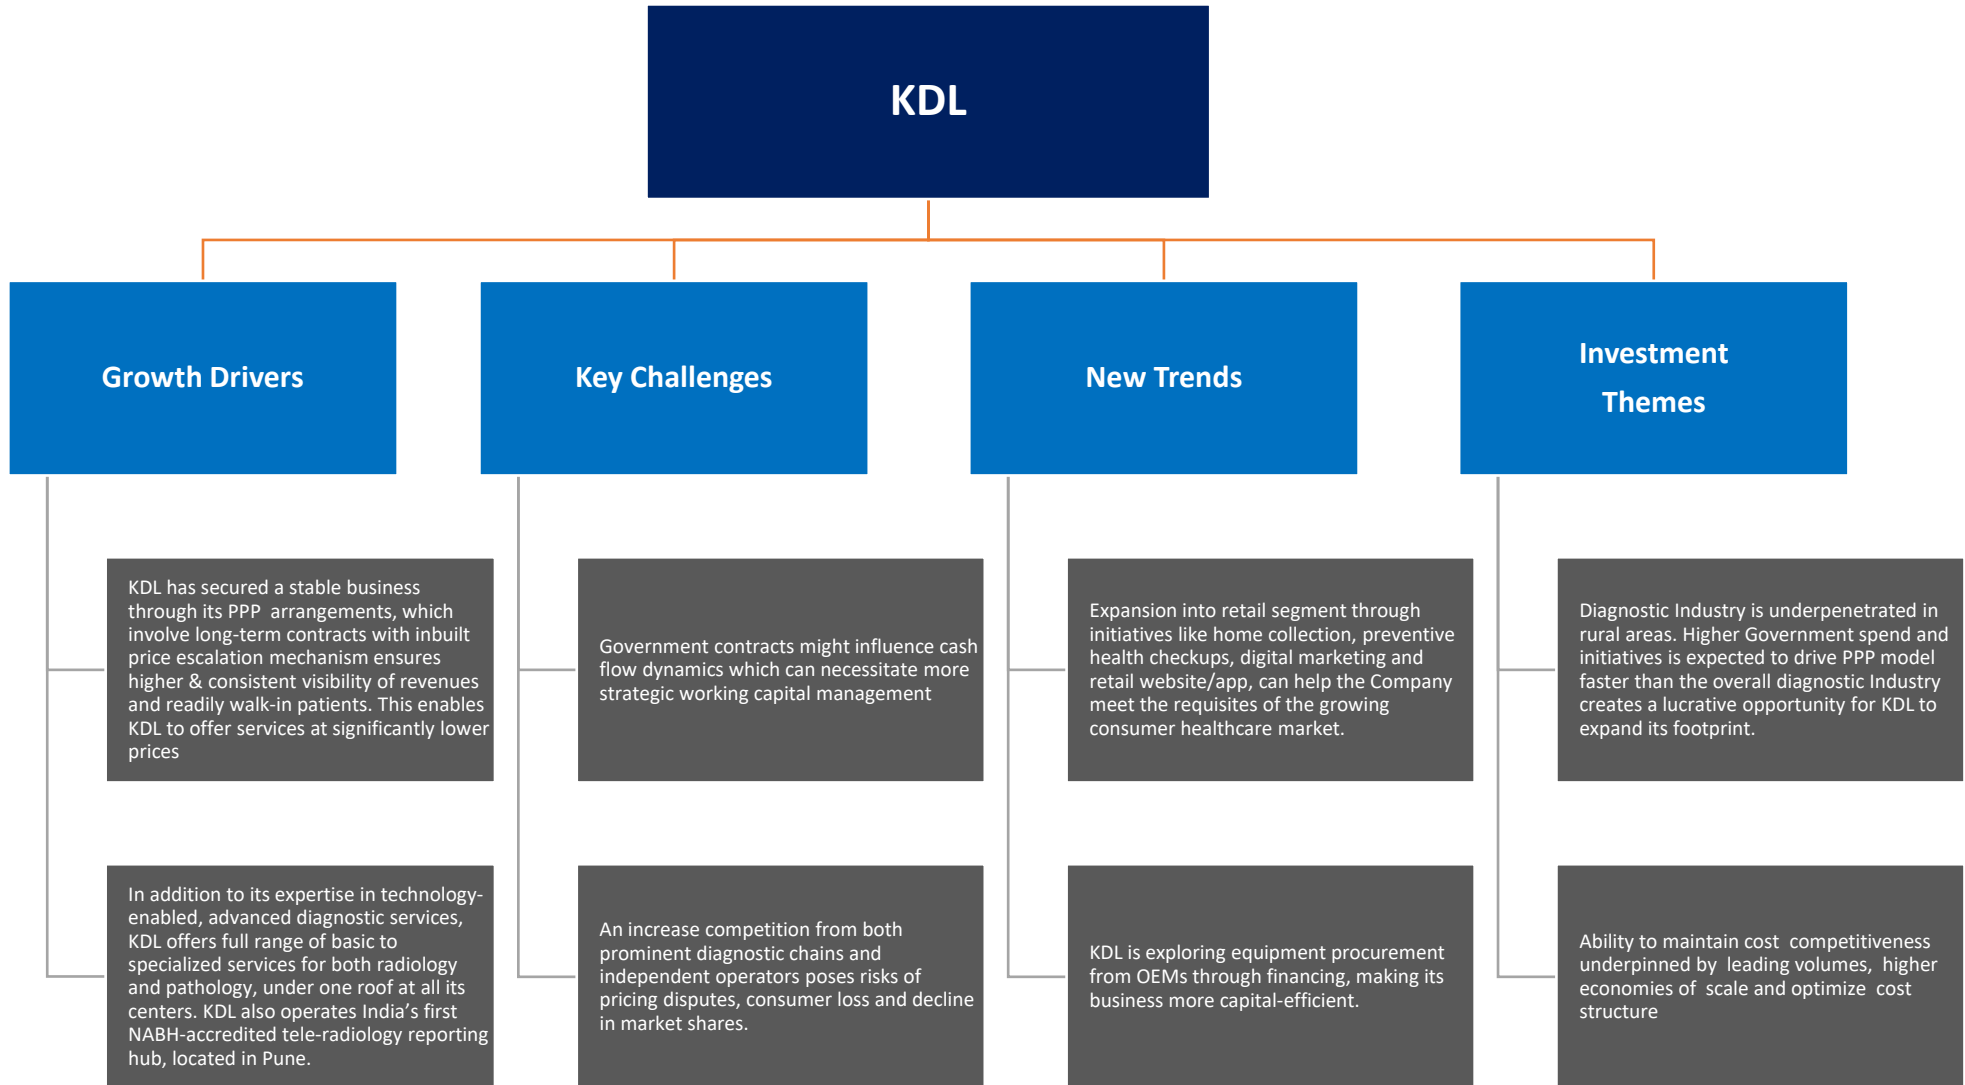 KDL
Growth Drivers
KDL has secured a stable business
through its PPP arrangements, which
involve long-term contracts with inbuilt
price escalation mechanism ensures
higher & consistent visibility of revenues
and readily walk-in patients. This enables
KDL to offer services at significantly lower
prices
In addition to its expertise in technology-
enabled, advanced diagnostic services,
KDL offers full range of basic to
specialized services for both radiology
and pathology, under one roof at all its
centers. KDL also operates India’s first
NABH-accredited tele-radiology reporting
hub, located in Pune.
Key Challenges
Government contracts might influence cash
flow dynamics which can necessitate more
strategic working capital management
An increase competition from both
prominent diagnostic chains and
independent operators poses risks of
pricing disputes, consumer loss and decline
in market shares.
New Trends
Expansion into retail segment through
initiatives like home collection, preventive
health checkups, digital marketing and
retail website/app, can help the Company
meet the requisites of the growing
consumer healthcare market.
KDL is exploring equipment procurement
from OEMs through financing, making its
business more capital-efficient.
Investment
Themes
Diagnostic Industry is underpenetrated in
rural areas. Higher Government spend and
initiatives is expected to drive PPP model
faster than the overall diagnostic Industry
creates a lucrative opportunity for KDL to
expand its footprint.
Ability to maintain cost competitiveness
underpinned by leading volumes, higher
economies of scale and optimize cost
structure